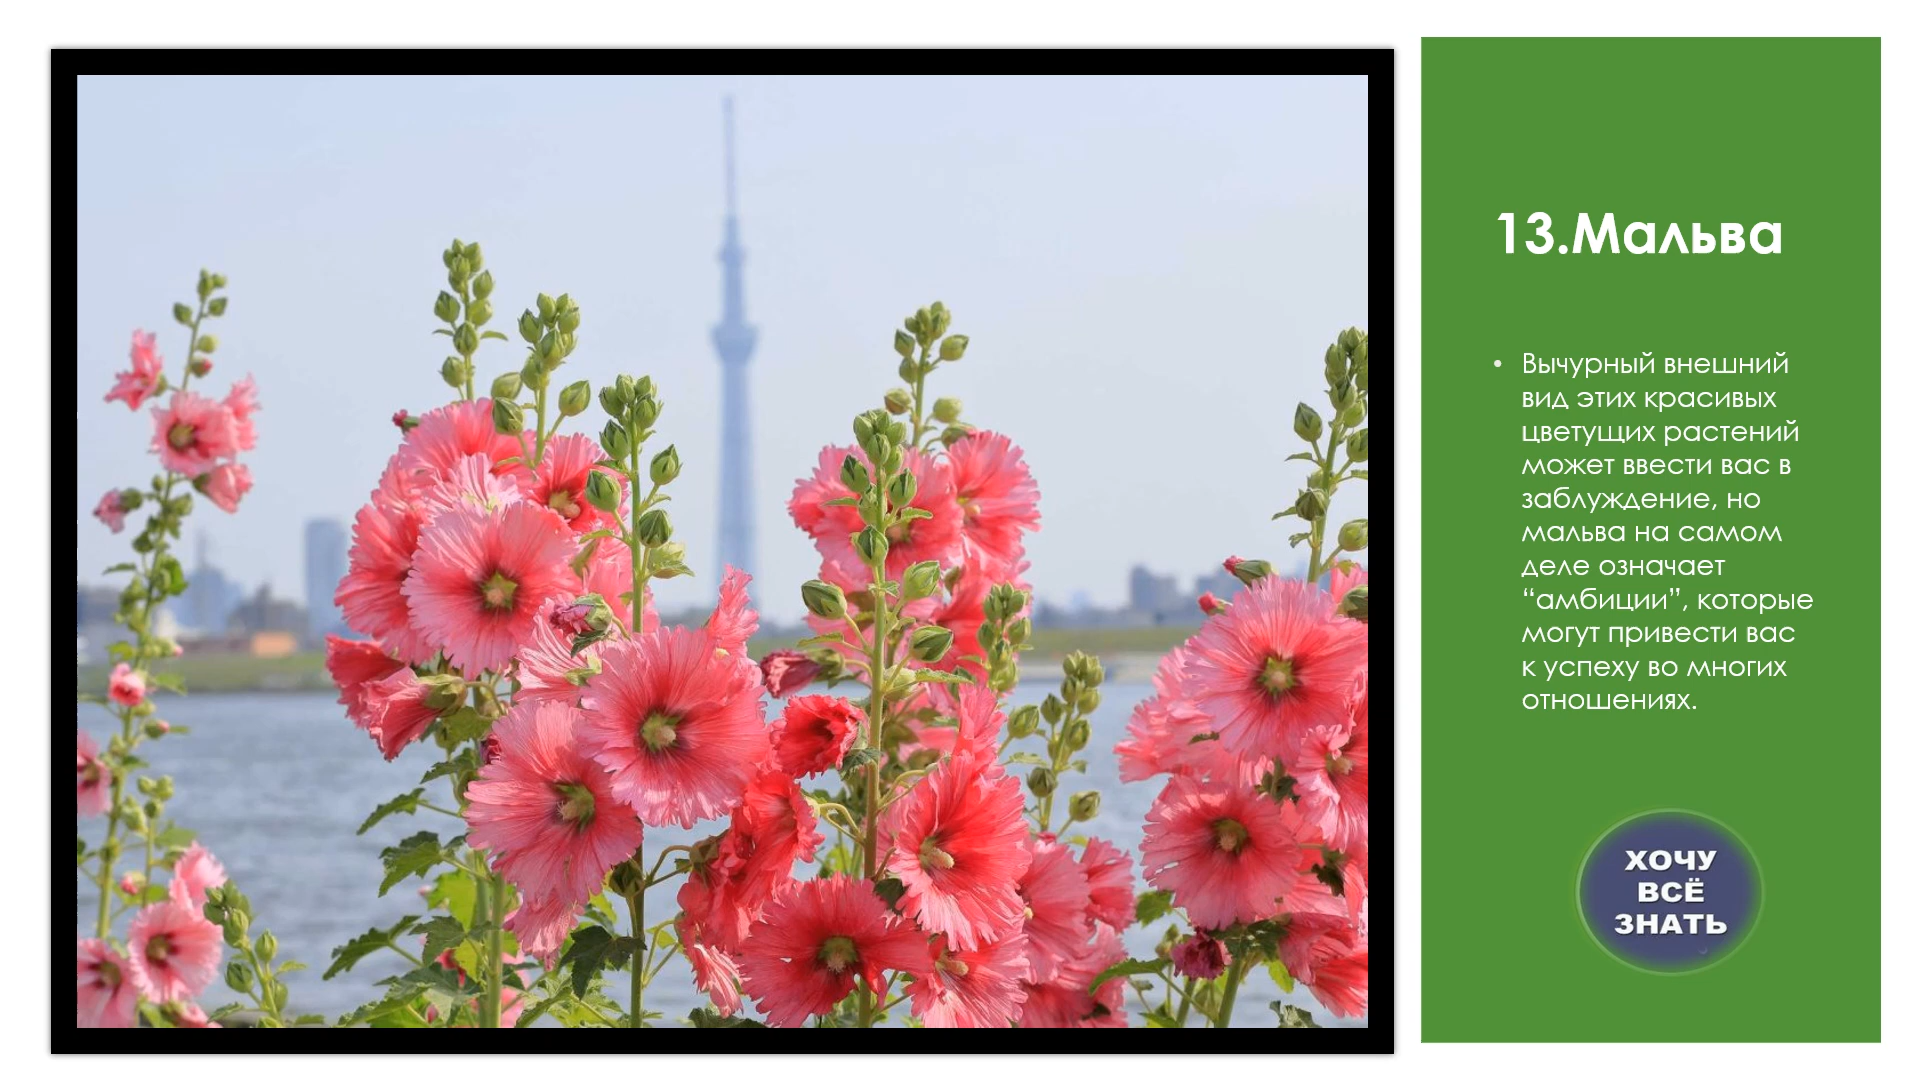 13.Мальва
• Вычурный внешний
вид этих красивых
цветущих растений
может ввести вас в
заблуждение, но
мальва на самом
деле означает
“амбиции”, которые
могут привести вас
к успеху во многих
отношениях.
ХОЧУ
ВСЁ
ЗНАТЬ